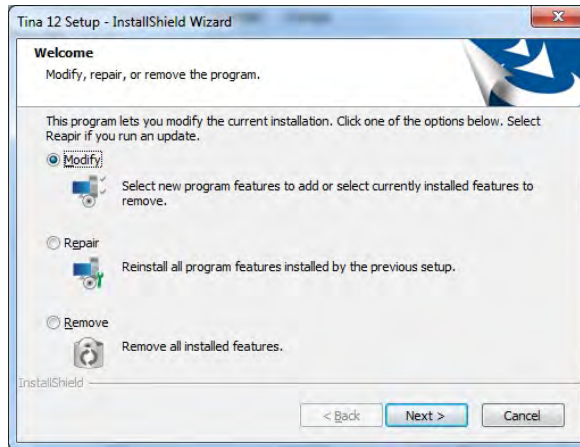 Tina 12 Setup - InstallShield Wizard
Welcome
Modify, repair, or remove the program.
This program lets you modify the current installation. Click one of the options below. Select
Reapir if you run an update.
Modify
Select new program features to add or select currently installed features to
remove.
Repair
Reinstall all program features installed by the previous setup.
Remove
Remove all installed features.
InstallShield
< Back Next > Cancel